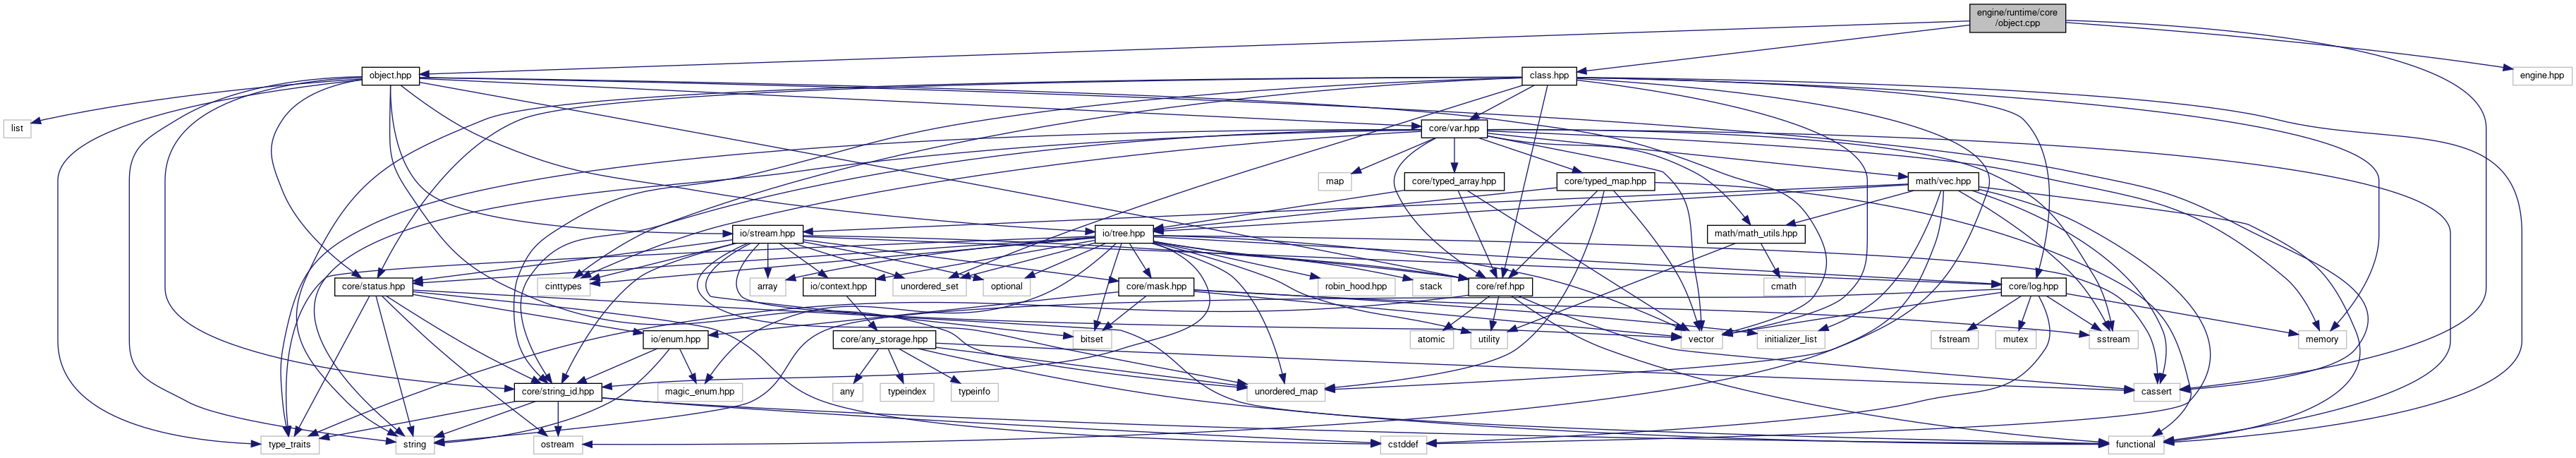 engine/runtime/core
/object.cpp
object.hpp
class.hpp
engine.hpp
list
core/var.hpp
map
core/typed_array.hpp
core/typed_map.hpp
math/vec.hpp
io/stream.hpp
io/tree.hpp
math/math_utils.hpp
core/status.hpp
cinttypes
array
io/context.hpp
unordered_set
optional
core/mask.hpp
core/ref.hpp
robin_hood.hpp
stack
cmath
core/log.hpp
io/enum.hpp
core/any_storage.hpp
bitset
atomic
utility
vector
initializer_list
fstream
mutex
sstream
memory
core/string_id.hpp
magic_enum.hpp
any
typeindex
typeinfo
unordered_map
cassert
type_traits
string
ostream
cstddef
functional